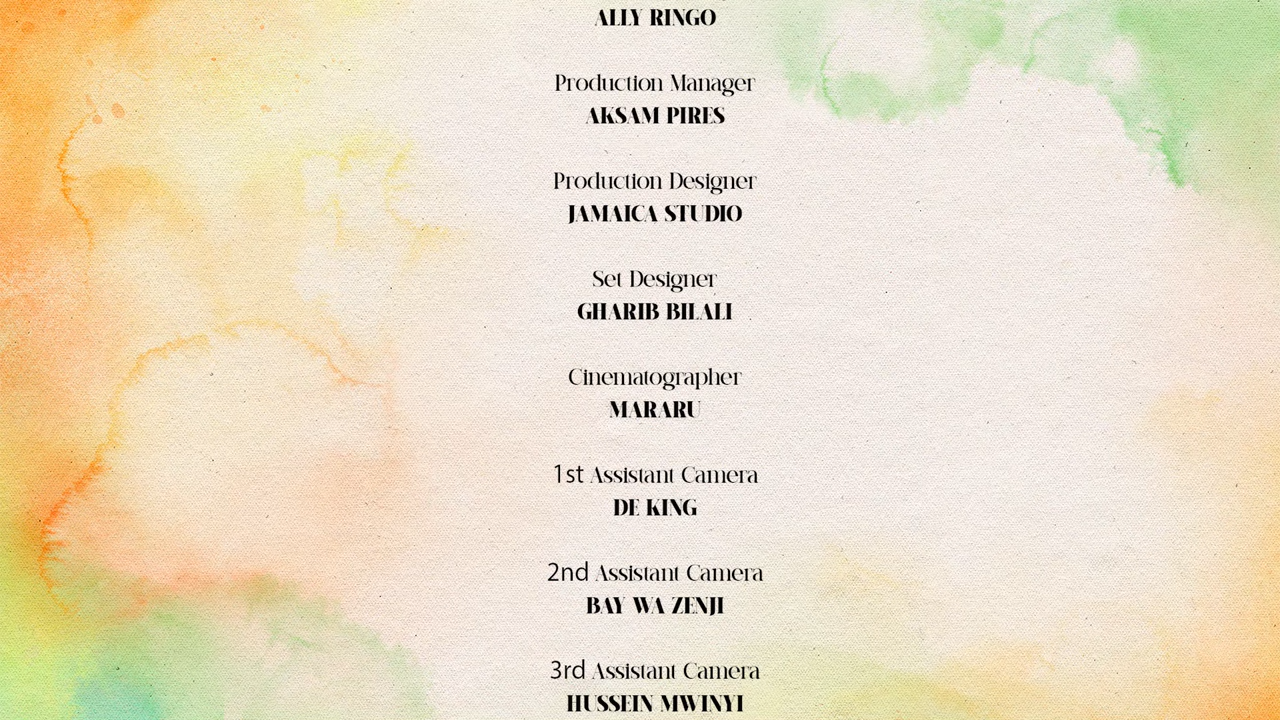 ALLY RINGO
Production Manager
AKSAM PIRES
Production Designer
JAMAICA STUDIO
Set Designer
GHARIB BILALI
Cinematographer
MARARU
1st Assistant Camera
DE KING
2nd Assistant Camera
BAY WA ZENJI
3rd Assistant Camera
HUSSEIN MWINYI